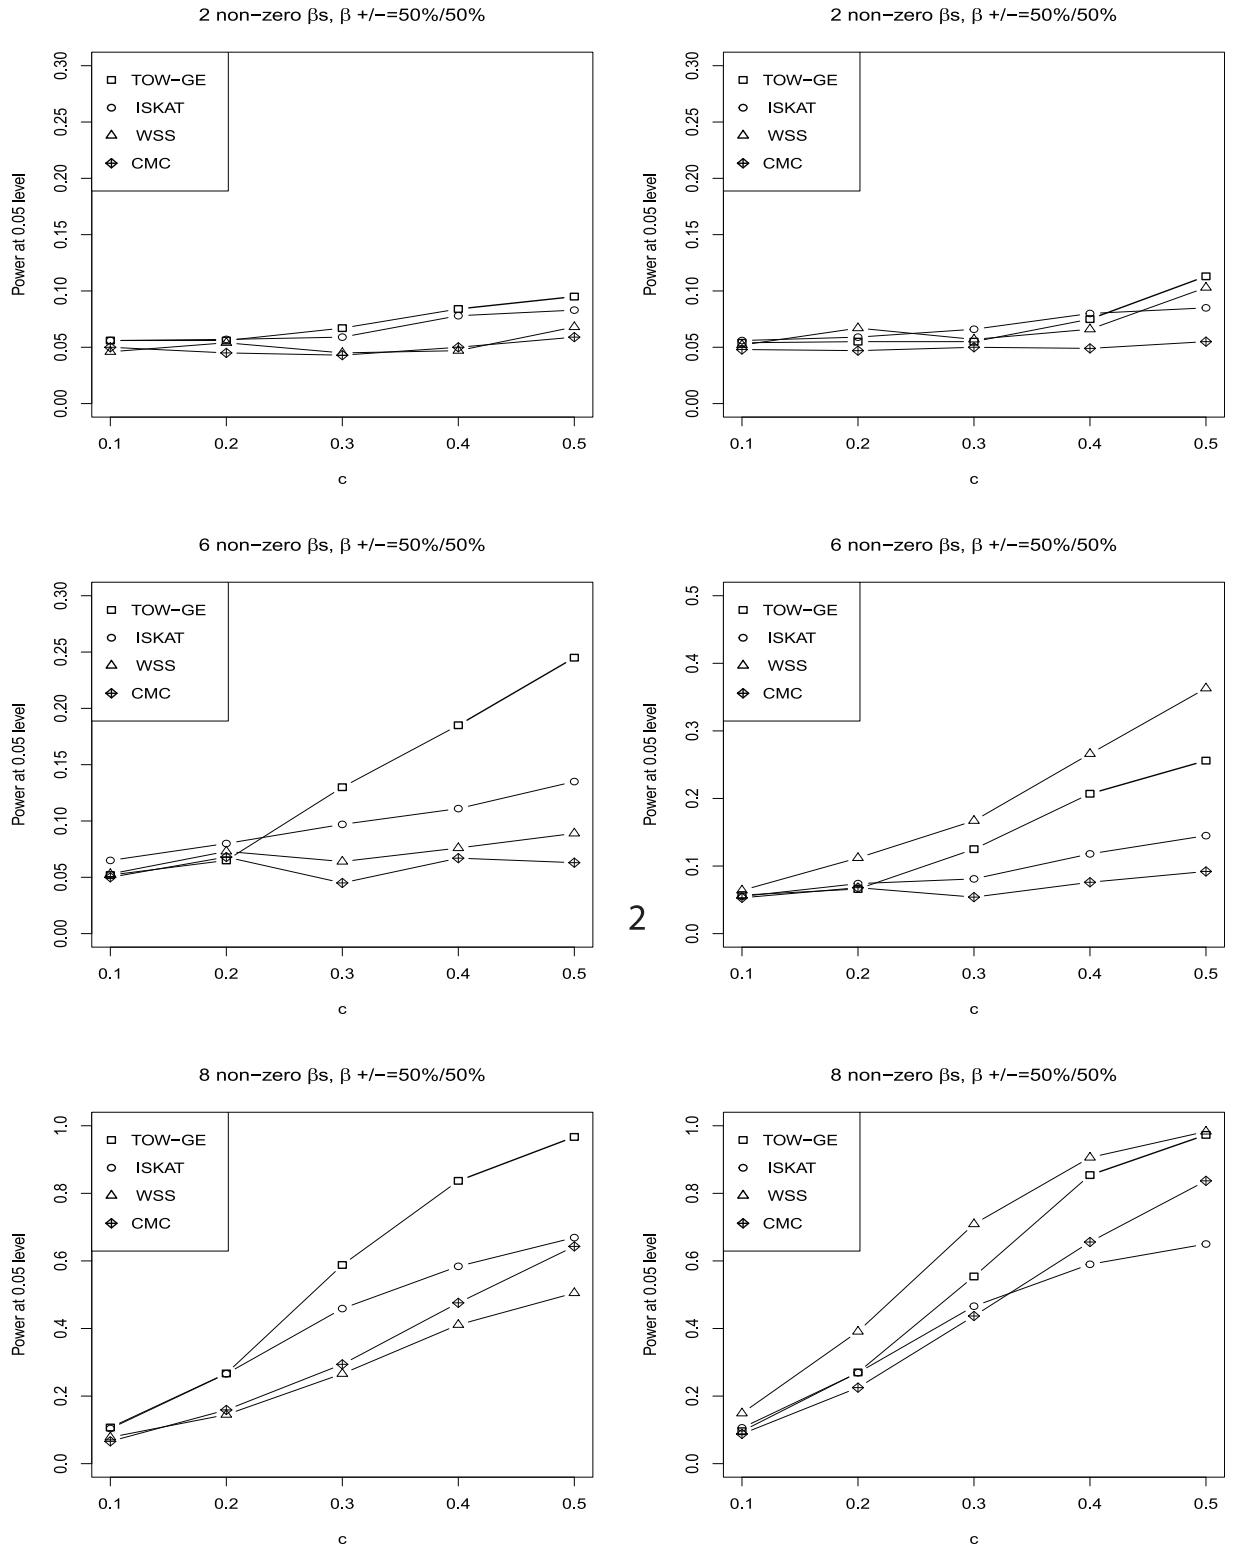 2 non−zero βs, β +/−=50%/50%
Power at 0.05 level
0.30
0.25
0.20
0.15
0.10
0.05
0.00
TOW−GE
ISKAT
WSS
CMC
0.1 0.2 0.3 0.4 0.5
c
2 non−zero βs, β +/−=50%/50%
Power at 0.05 level
0.30
0.25
0.20
0.15
0.10
0.05
0.00
TOW−GE
ISKAT
WSS
CMC
0.1 0.2 0.3 0.4 0.5
c
6 non−zero βs, β +/−=50%/50%
Power at 0.05 level
0.30
0.25
0.20
0.15
0.10
0.05
0.00
TOW−GE
ISKAT
WSS
CMC
0.1 0.2 0.3 0.4 0.5
c
2
6 non−zero βs, β +/−=50%/50%
Power at 0.05 level
0.5
0.4
0.3
0.2
0.1
0.0
TOW−GE
ISKAT
WSS
CMC
0.1 0.2 0.3 0.4 0.5
c
8 non−zero βs, β +/−=50%/50%
Power at 0.05 level
1.0
0.8
0.6
0.4
0.2
0.0
TOW−GE
ISKAT
WSS
CMC
0.1 0.2 0.3 0.4 0.5
c
8 non−zero βs, β +/−=50%/50%
Power at 0.05 level
1.0
0.8
0.6
0.4
0.2
0.0
TOW−GE
ISKAT
WSS
CMC
0.1 0.2 0.3 0.4 0.5
c